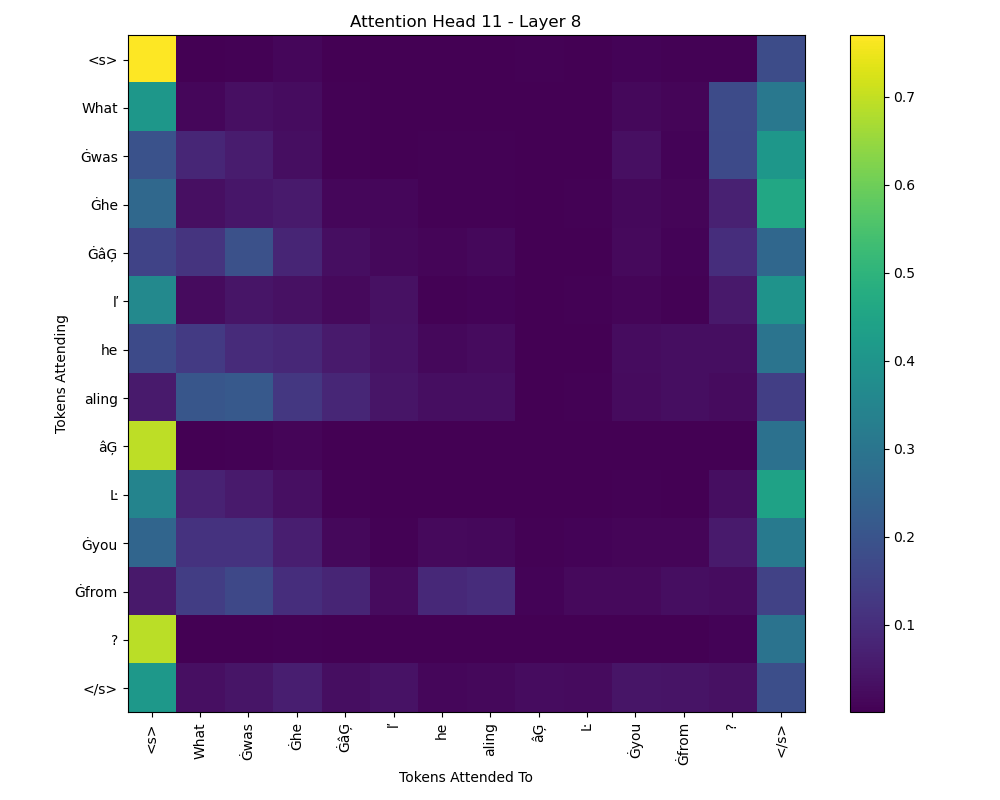 Attention Head 11 - Layer 8
<s>
What
Ġwas
Ġhe
ĠâĢ
ľ
he
aling
âĢ
Ŀ
Ġyou
Ġfrom
?
</s>
Tokens Attending
<s>
What
Ġwas
Ġhe
ĠâĢ
ľ
he
aling
âĢ
Ŀ
Ġyou
Ġfrom
?
</s>
Tokens Attended To
0.7
0.6
0.5
0.4
0.3
0.2
0.1